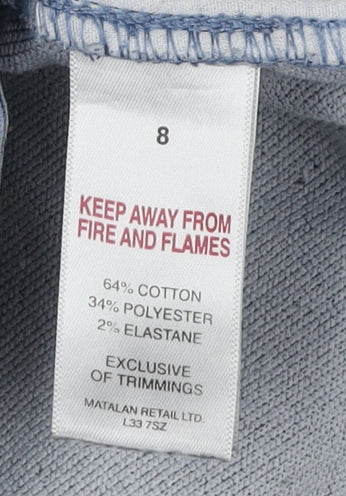 8
KEEP AWAY FROM
FIRE AND FLAMES
64% COTTON
34% POLYESTER
2% ELASTANE
EXCLUSIVE
OF TRIMMINGS
MATALAN RETAIL LTD.
L33 7SZ